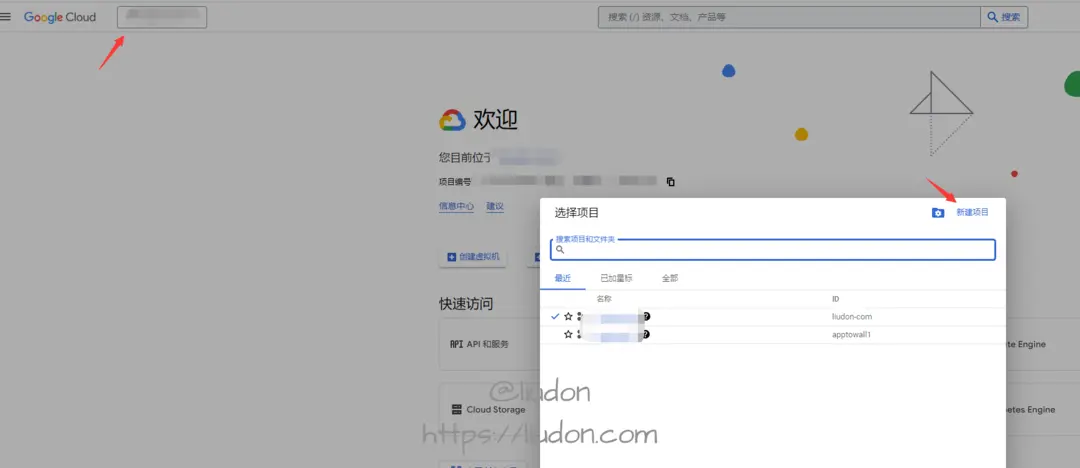 Google Cloud
搜索 (/) 资源、文档、产品等
搜索
欢迎
您目前位于
项目编号
信息中心 建议
选择项目
新建项目
搜索项目和文件夹
创建虚拟机
最近 已加星标 全部
名称 ID
liudon-com
apptowall1
快速访问
API API 和服务
te Engine
Cloud Storage
etes Engine
@liudon
https://liudon.com